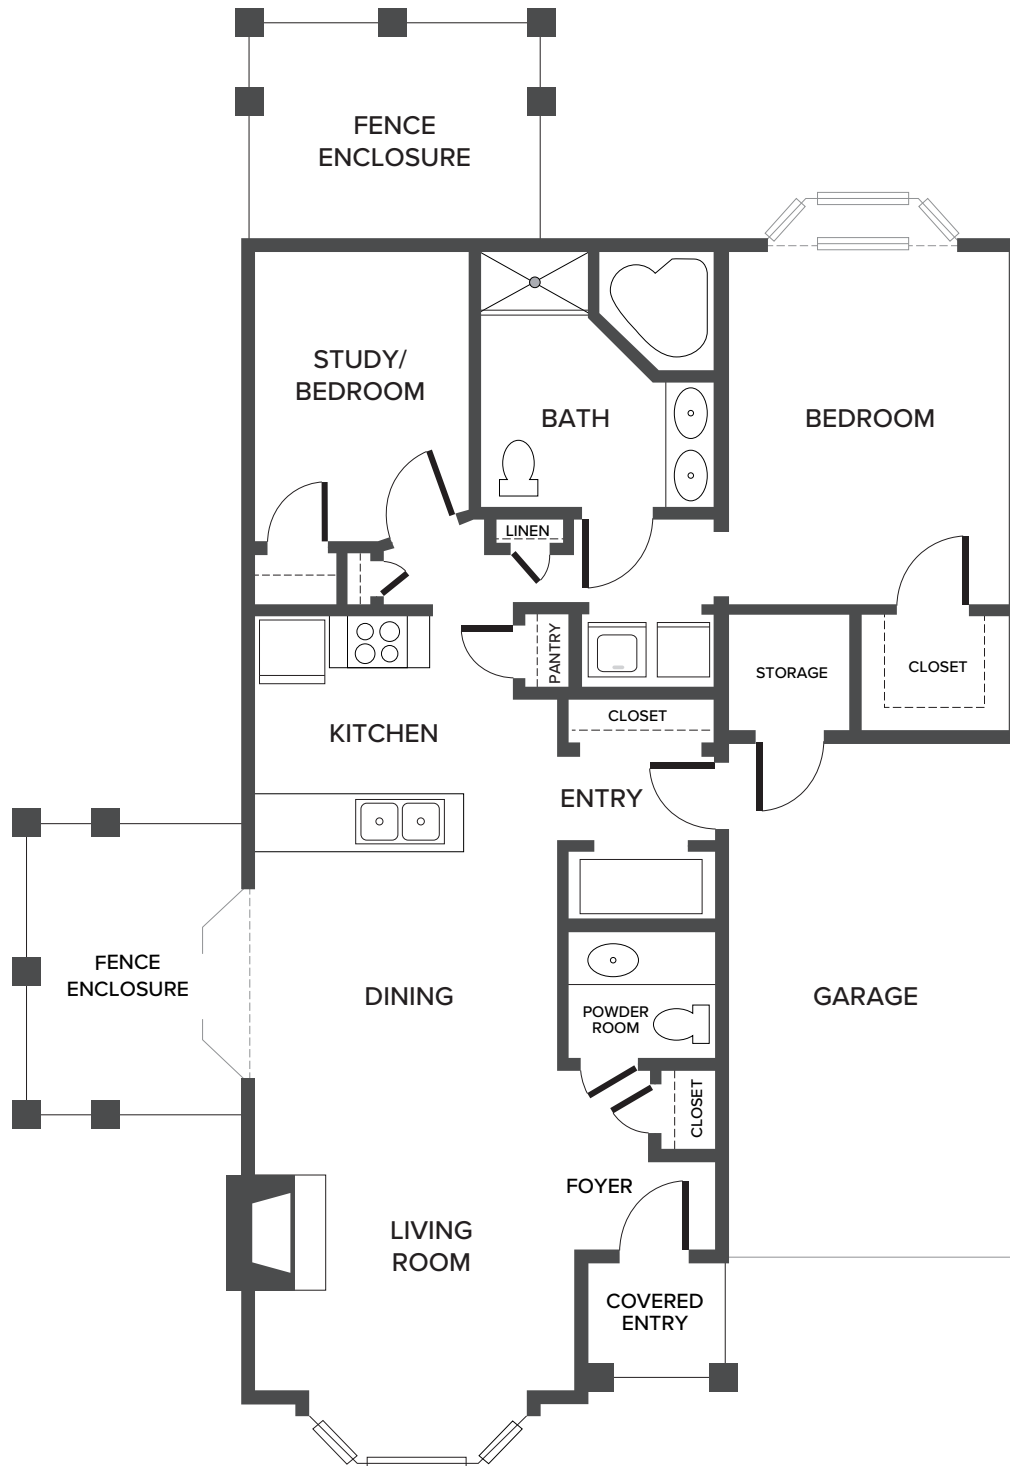 FENCE
ENCLOSURE
STUDY/
BEDROOM
BATH
BEDROOM
LINEN
PANTRY
STORAGE
CLOSET
CLOSET
KITCHEN
ENTRY
FENCE
ENCLOSURE
DINING
GARAGE
POWDER
ROOM
CLOSET
FOYER
LIVING
ROOM
COVERED
ENTRY